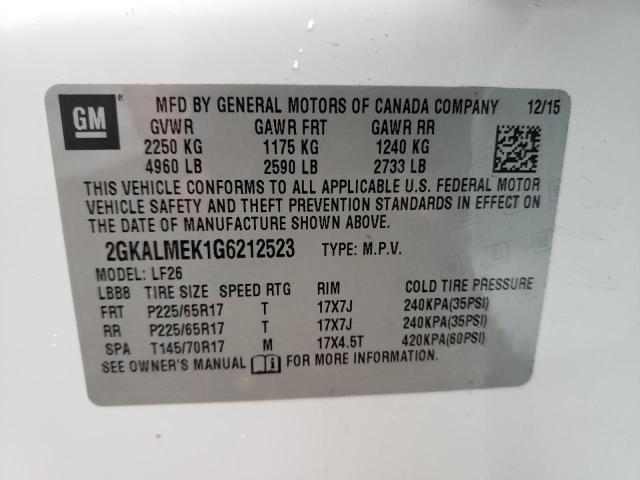 GM® MFD BY GENERAL MOTORS OF CANADA COMPANY 12/15
GVWR GAWR FRT GAWR RR
2250 KG 1175 KG 1240 KG
4960 LB 2590 LB 2733 LB
THIS VEHICLE CONFORMS TO ALL APPLICABLE U.S. FEDERAL MOTOR
VEHICLE SAFETY AND THEFT PREVENTION STANDARDS IN EFFECT ON
THE DATE OF MANUFACTURE SHOWN ABOVE.
2GKALMEK1G6212523 TYPE: M.P.V.
MODEL: LF26
LBBB TIRE SIZE SPEED RTG RIM COLD TIRE PRESSURE
FRT P225/65R17 T 17X7J 240KPA(35PSI)
RR P225/65R17 T 17X7J 240KPA(35PSI)
SPA T145/70R17 M 17X4.5T 420KPA(60PSI)
SEE OWNER'S MANUAL FOR MORE INFORMATION.